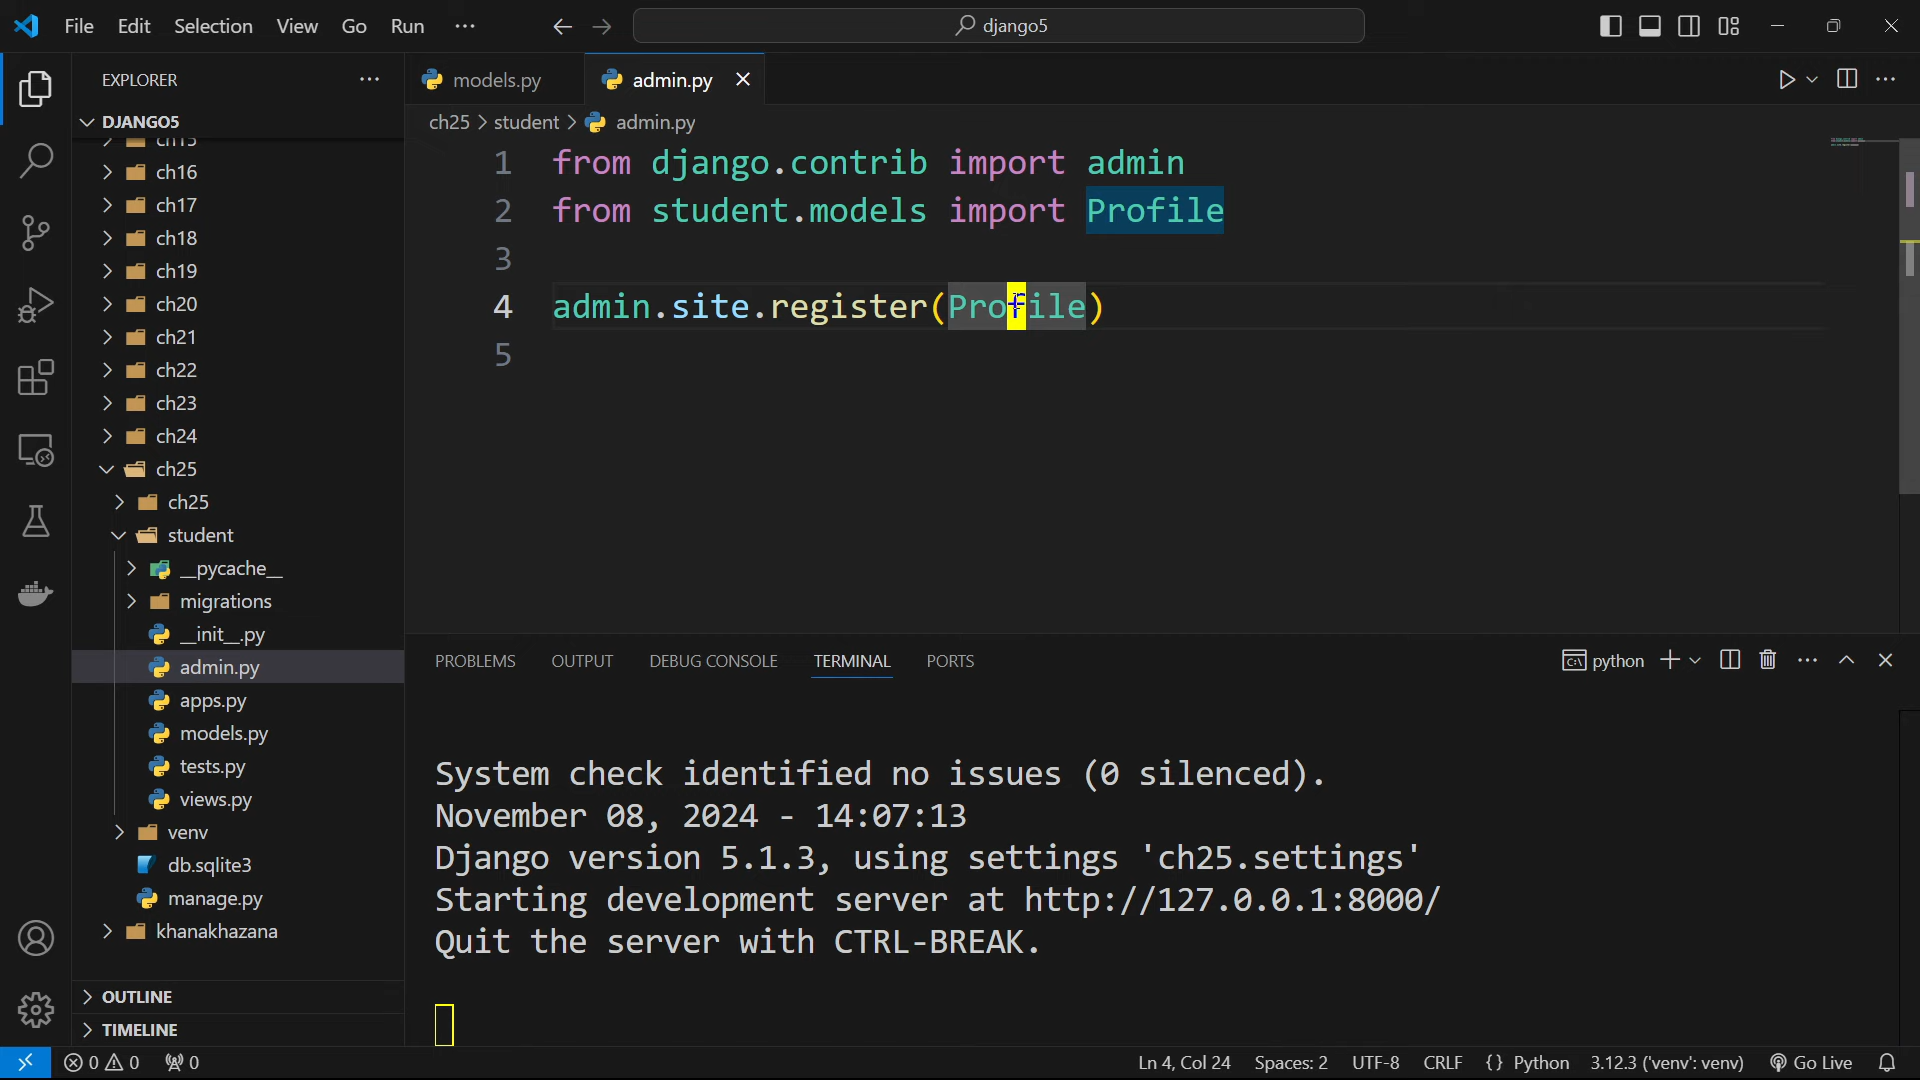 File Edit Selection View Go Run ··· django5
EXPLORER ···
DJANGO5
ch15
ch16
ch17
ch18
ch19
ch20
ch21
ch22
ch23
ch24
ch25
ch25
student
__pycache__
migrations
__init__.py
admin.py
apps.py
models.py
tests.py
views.py
venv
db.sqlite3
manage.py
khanakhazana
OUTLINE
TIMELINE
models.py admin.py
ch25 > student > admin.py
1 from django.contrib import admin
2 from student.models import Profile
3
4 admin.site.register(Profile)
5
PROBLEMS OUTPUT DEBUG CONSOLE TERMINAL PORTS python
System check identified no issues (0 silenced).
November 08, 2024 - 14:07:13
Django version 5.1.3, using settings 'ch25.settings'
Starting development server at http://127.0.0.1:8000/
Quit the server with CTRL-BREAK.
0 0 0 Ln 4, Col 24 Spaces: 2 UTF-8 CRLF {} Python 3.12.3 ('venv': venv) Go Live